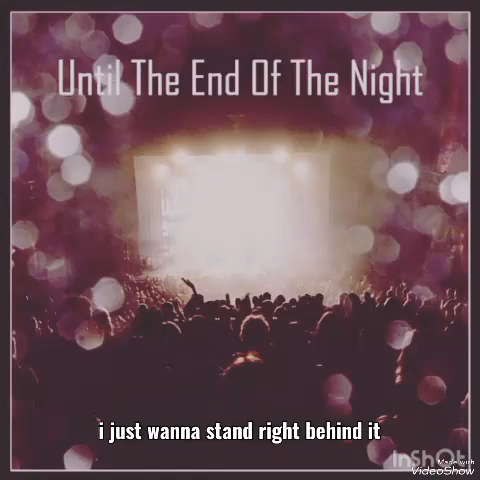 Until The End Of The Night
i just wanna stand right behind it
InShOt
Made with
VideoShow